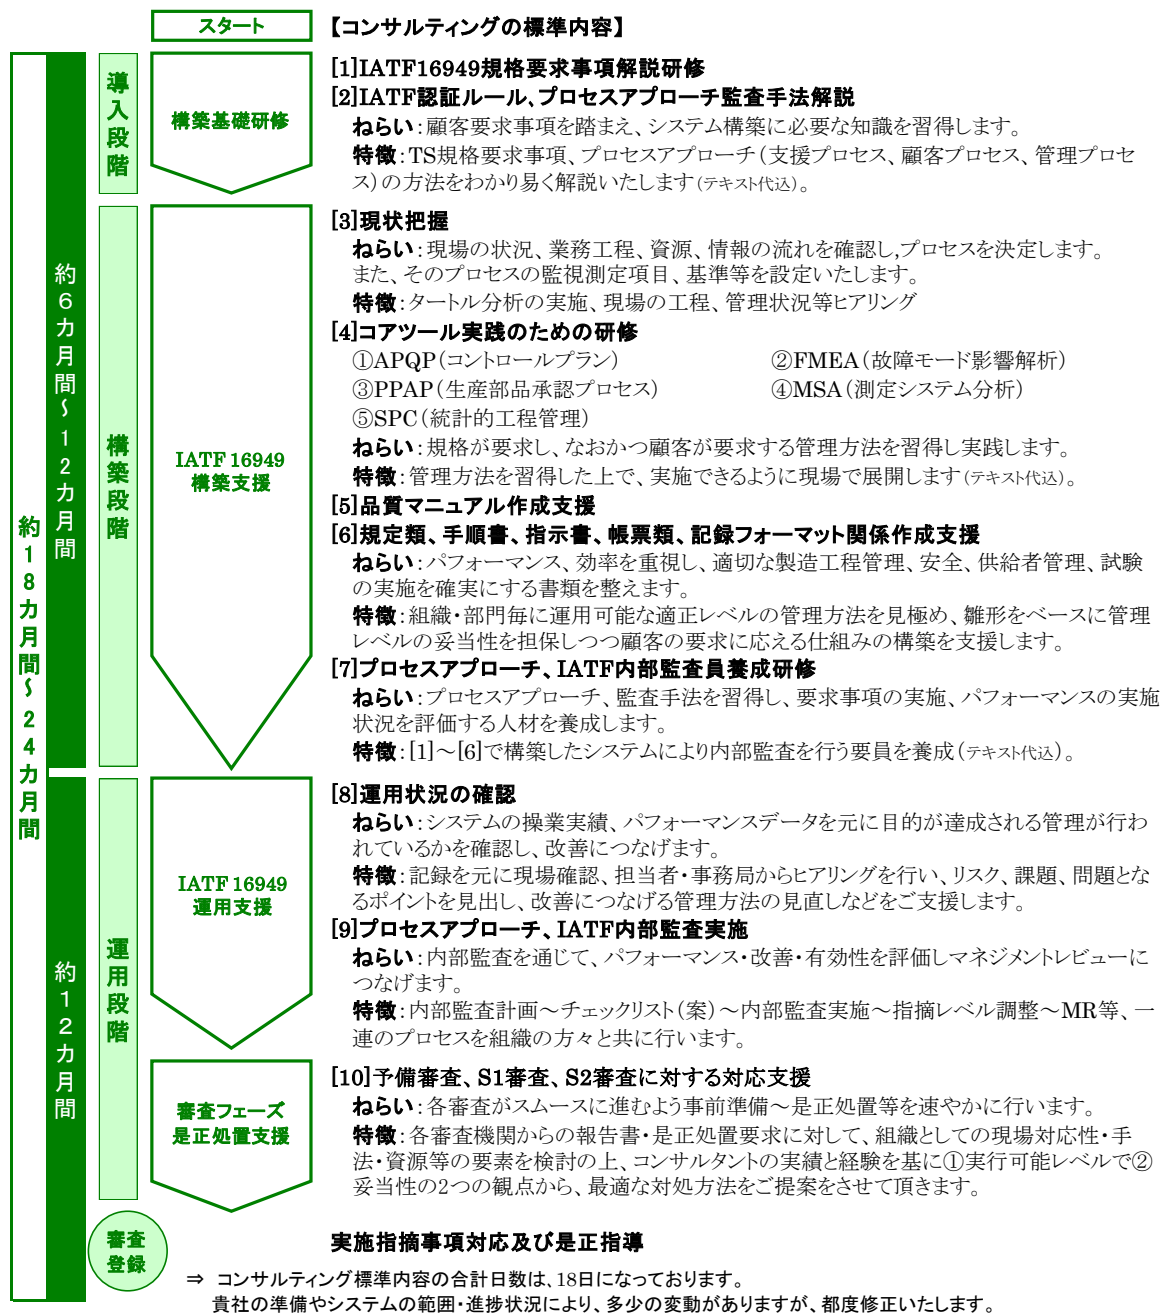 スタート
【コンサルティングの標準内容】
約18カ月間～24カ月間
約6カ月間～12カ月間
導入段階
構築基礎研修
[1]IATF16949規格要求事項解説研修
[2]IATF認証ルール、プロセスアプローチ監査手法解説
ねらい：顧客要求事項を踏まえ、システム構築に必要な知識を習得します。
特徴：TS規格要求事項、プロセスアプローチ（支援プロセス、顧客プロセス、管理プロセ
ス）の方法をわかり易く解説いたします（テキスト代込）。
構築段階
IATF 16949
構築支援
[3]現状把握
ねらい：現場の状況、業務工程、資源、情報の流れを確認し,プロセスを決定します。
また、そのプロセスの監視測定項目、基準等を設定いたします。
特徴：タートル分析の実施、現場の工程、管理状況等ヒアリング
[4]コアツール実践のための研修
①APQP（コントロールプラン） ②FMEA（故障モード影響解析）
③PPAP（生産部品承認プロセス） ④MSA（測定システム分析）
⑤SPC（統計的工程管理）
ねらい：規格が要求し、なおかつ顧客が要求する管理方法を習得し実践します。
特徴：管理方法を習得した上で、実施できるように現場で展開します（テキスト代込）。
[5]品質マニュアル作成支援
[6]規定類、手順書、指示書、帳票類、記録フォーマット関係作成支援
ねらい：パフォーマンス、効率を重視し、適切な製造工程管理、安全、供給者管理、試験
の実施を確実にする書類を整えます。
特徴：組織・部門毎に運用可能な適正レベルの管理方法を見極め、雛形をベースに管理
レベルの妥当性を担保しつつ顧客の要求に応える仕組みの構築を支援します。
[7]プロセスアプローチ、IATF内部監査員養成研修
ねらい：プロセスアプローチ、監査手法を習得し、要求事項の実施、パフォーマンスの実施
状況を評価する人材を養成します。
特徴：[1]～[6]で構築したシステムにより内部監査を行う要員を養成（テキスト代込）。
約12カ月間
運用段階
IATF 16949
運用支援
[8]運用状況の確認
ねらい：システムの操業実績、パフォーマンスデータを元に目的が達成される管理が行わ
れているかを確認し、改善につなげます。
特徴：記録を元に現場確認、担当者・事務局からヒアリングを行い、リスク、課題、問題とな
るポイントを見出し、改善につなげる管理方法の見直しなどをご支援します。
[9]プロセスアプローチ、IATF内部監査実施
ねらい：内部監査を通じて、パフォーマンス・改善・有効性を評価しマネジメントレビューに
つなげます。
特徴：内部監査計画～チェックリスト（案）～内部監査実施～指摘レベル調整～MR等、一
連のプロセスを組織の方々と共に行います。
審査フェーズ
是正処置支援
[10]予備審査、S1審査、S2審査に対する対応支援
ねらい：各審査がスムースに進むよう事前準備～是正処置等を速やかに行います。
特徴：各審査機関からの報告書・是正処置要求に対して、組織としての現場対応性・手
法・資源等の要素を検討の上、コンサルタントの実績と経験を基に①実行可能レベルで②
妥当性の2つの観点から、最適な対処方法をご提案をさせて頂きます。
審査
登録
実施指摘事項対応及び是正指導
⇒ コンサルティング標準内容の合計日数は、18日になっております。
貴社の準備やシステムの範囲・進捗状況により、多少の変動がありますが、都度修正いたします。